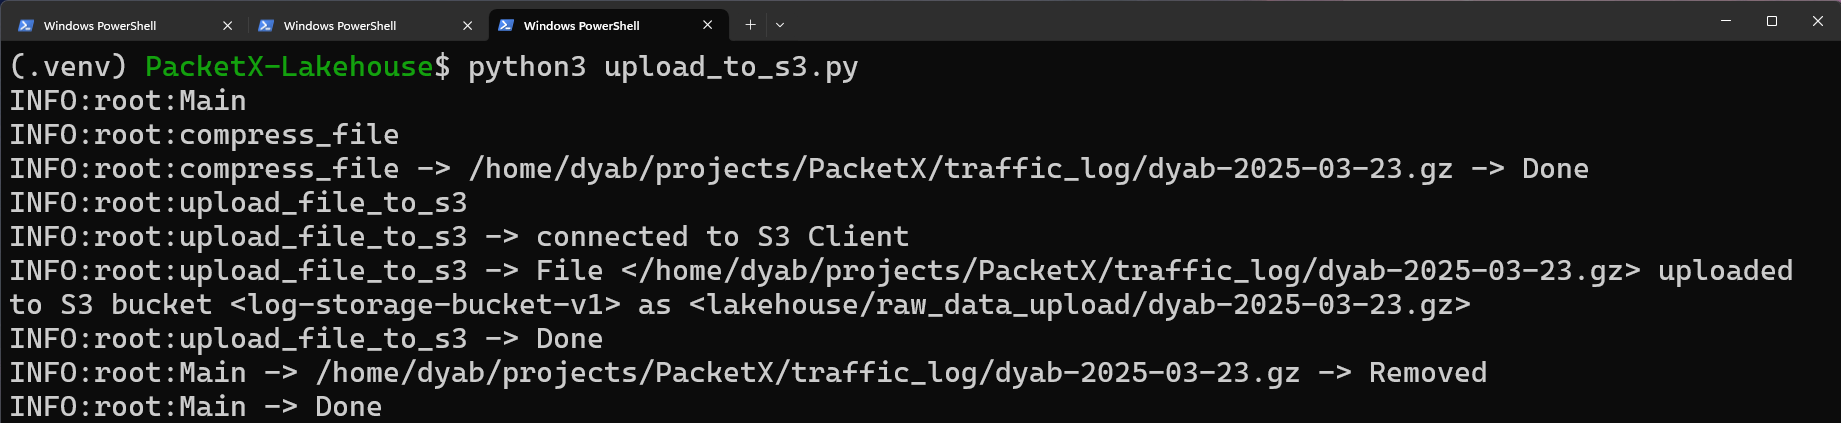 Windows PowerShell Windows PowerShell Windows PowerShell
(.venv) PacketX-Lakehouse$ python3 upload_to_s3.py
INFO:root:Main
INFO:root:compress_file
INFO:root:compress_file -> /home/dyab/projects/PacketX/traffic_log/dyab-2025-03-23.gz -> Done
INFO:root:upload_file_to_s3
INFO:root:upload_file_to_s3 -> connected to S3 Client
INFO:root:upload_file_to_s3 -> File </home/dyab/projects/PacketX/traffic_log/dyab-2025-03-23.gz> uploaded
to S3 bucket <log-storage-bucket-v1> as <lakehouse/raw_data_upload/dyab-2025-03-23.gz>
INFO:root:upload_file_to_s3 -> Done
INFO:root:Main -> /home/dyab/projects/PacketX/traffic_log/dyab-2025-03-23.gz -> Removed
INFO:root:Main -> Done